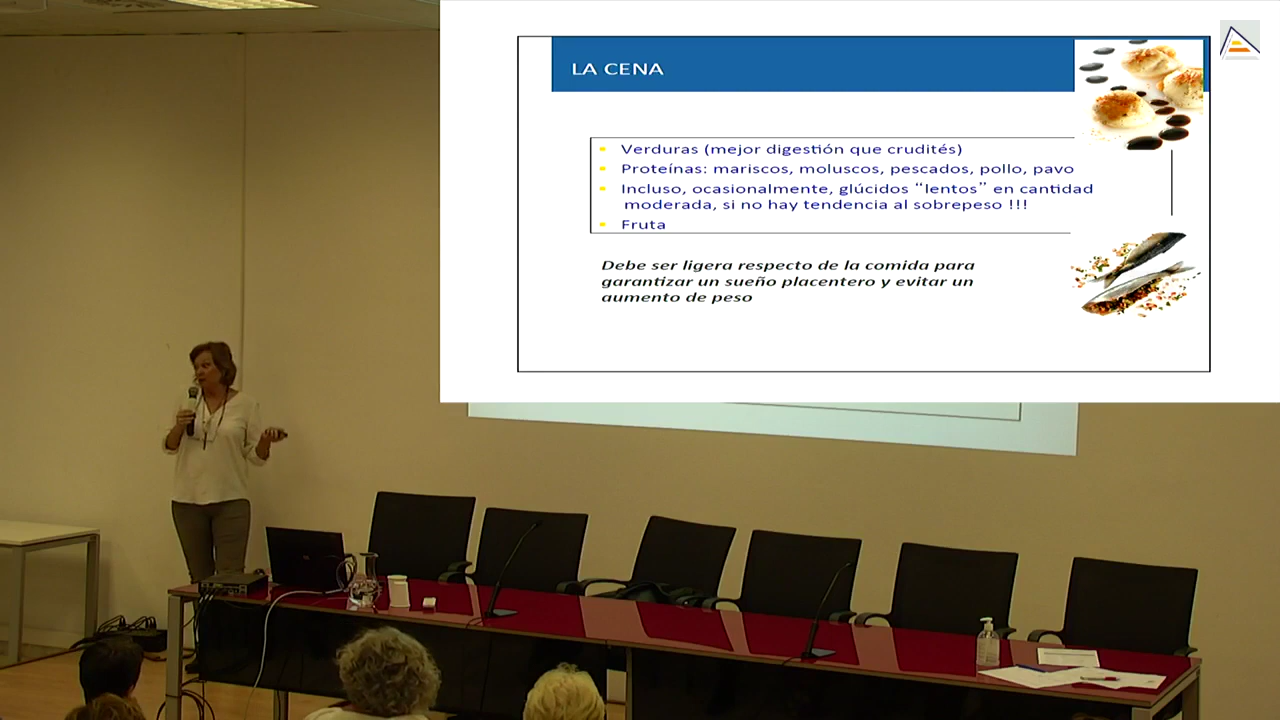 LA CENA
Verduras (mejor digestión que crudités)
Proteínas: mariscos, moluscos, pescados, pollo, pavo
Incluso, ocasionalmente, glúcidos “lentos” en cantidad
moderada, si no hay tendencia al sobrepeso !!!
Fruta
Debe ser ligera respecto de la comida para
garantizar un sueño placentero y evitar un
aumento de peso